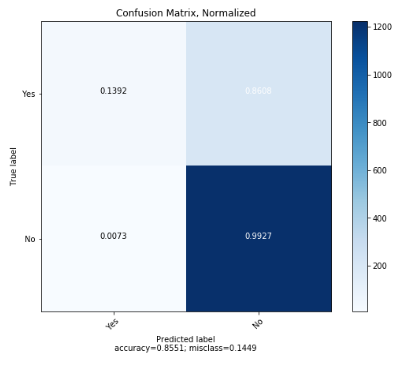 Confusion Matrix, Normalized
Yes
0.1392
0.8608
True label
No
0.0073
0.9927
Yes
No
Predicted label
accuracy=0.8551; misclass=0.1449
1200
1000
800
600
400
200